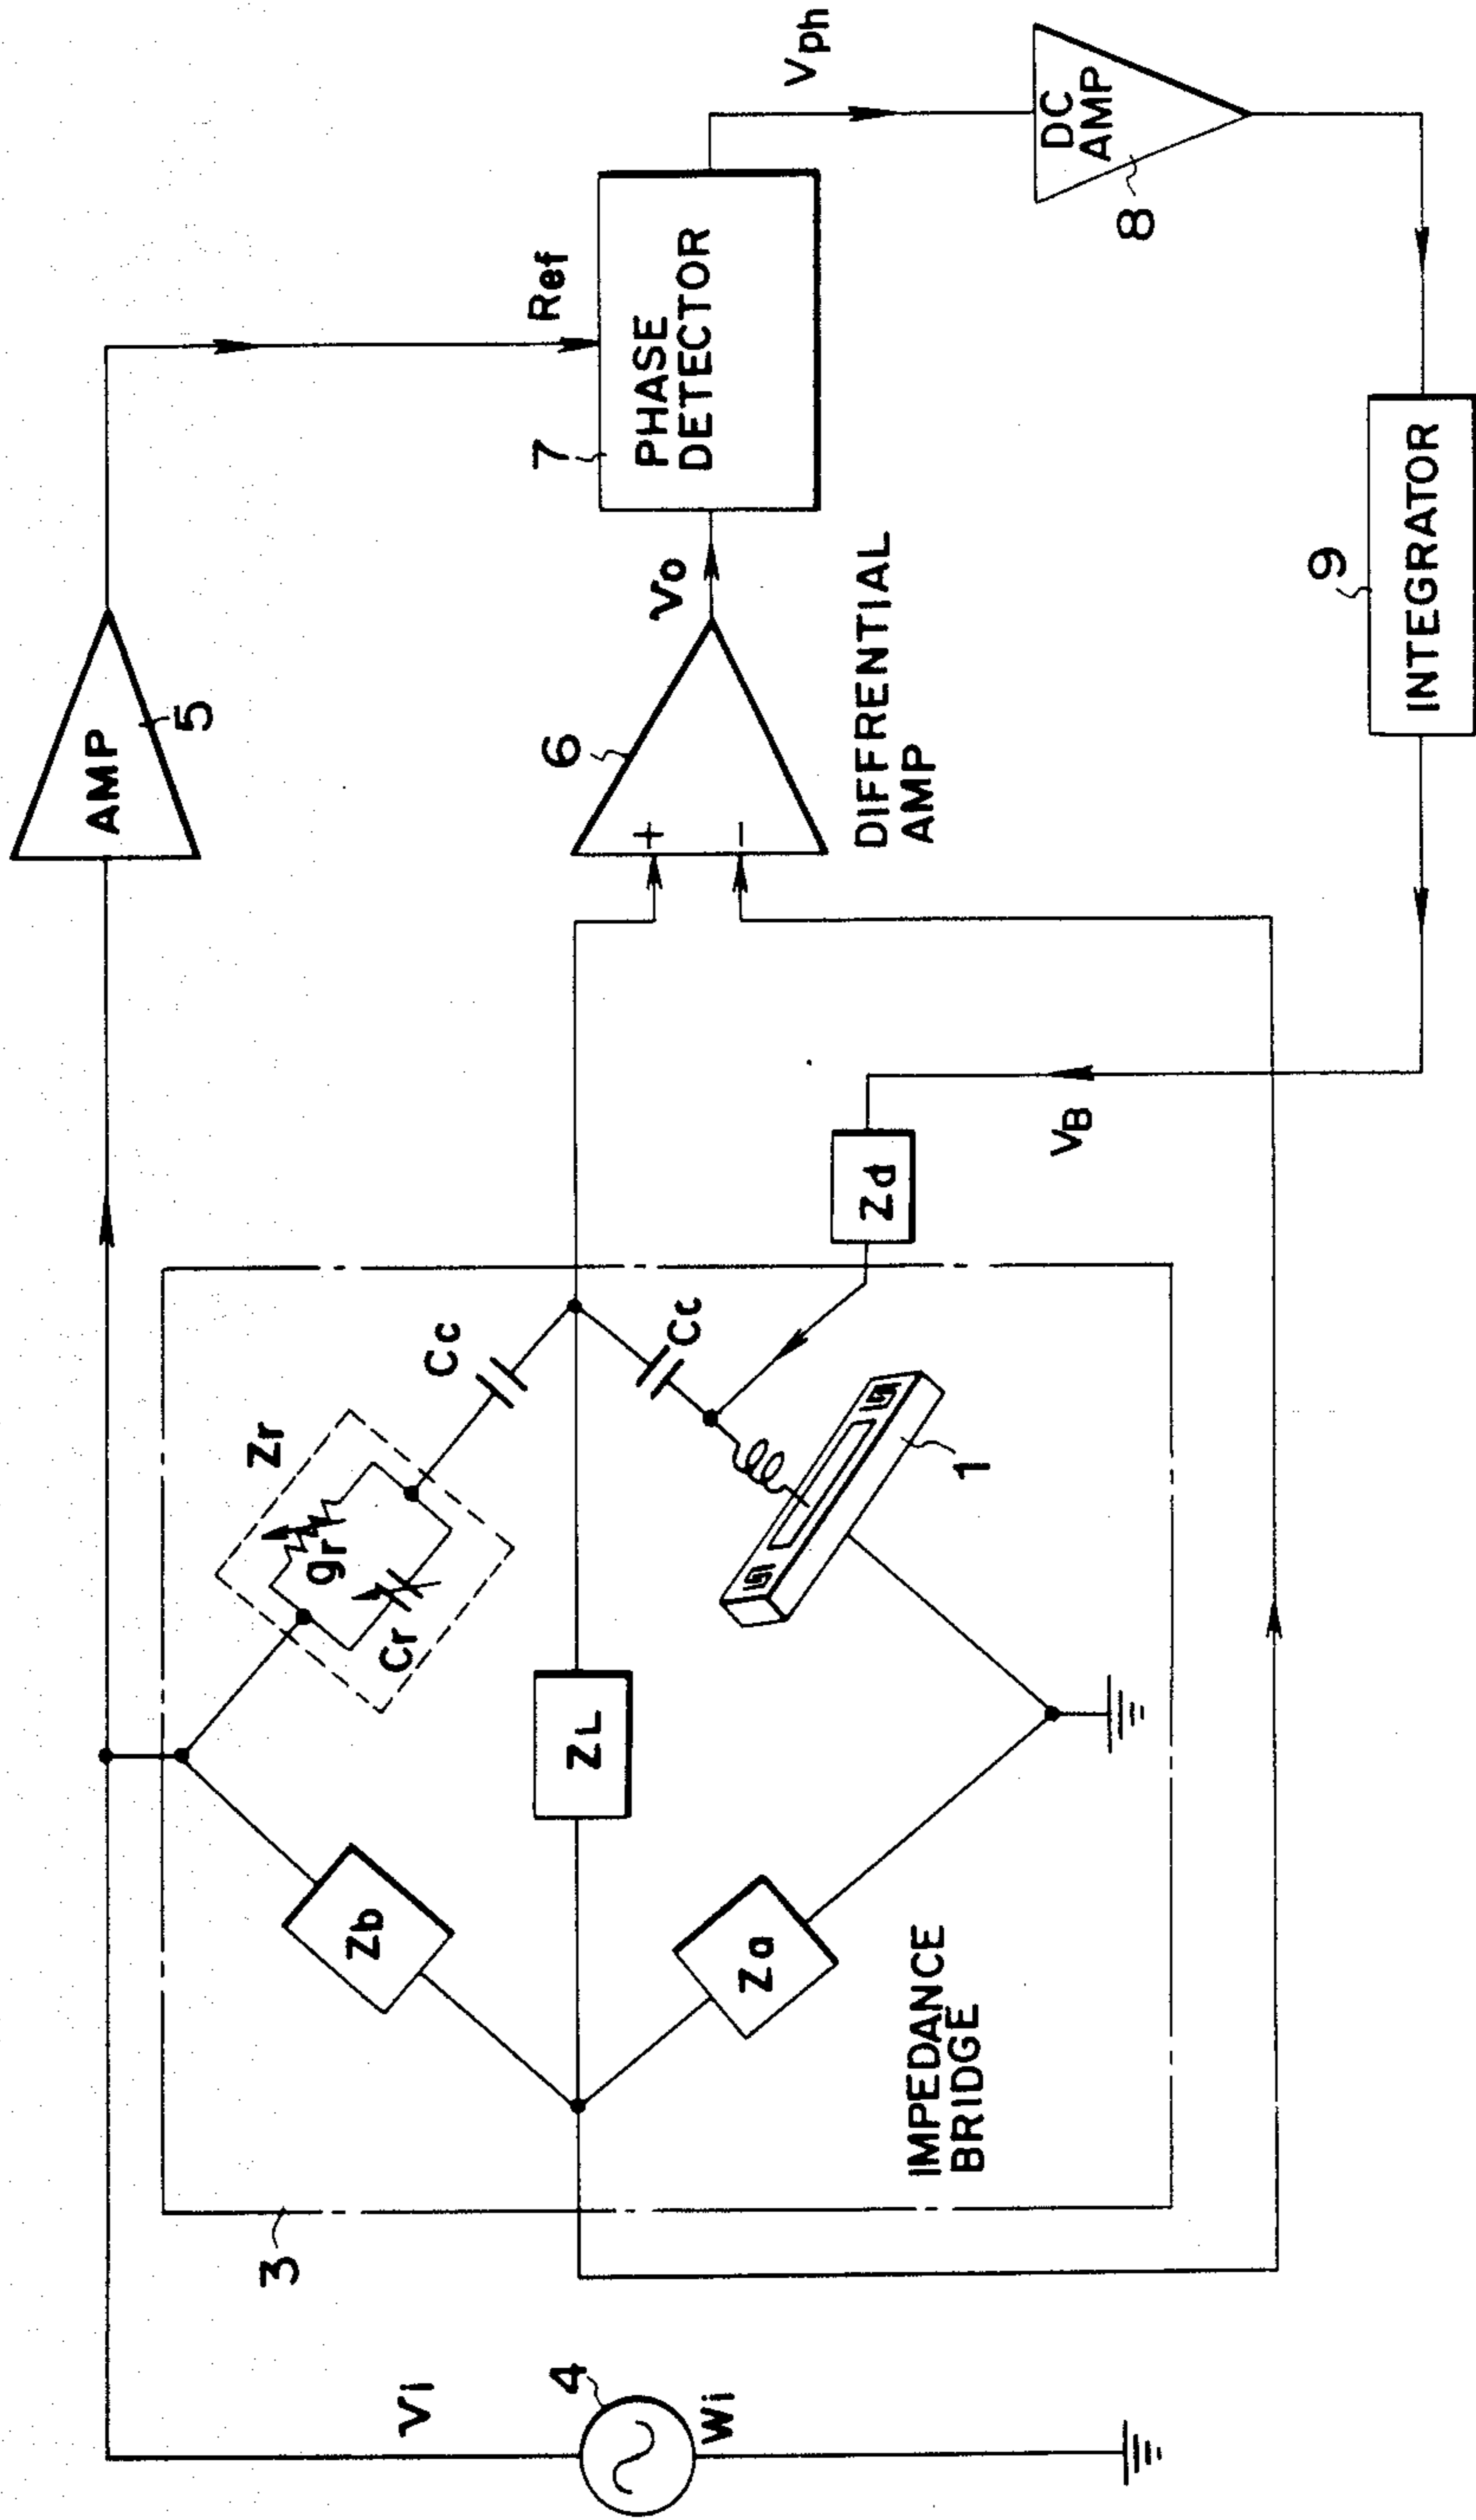 AMP
5
Ref
7
PHASE
DETECTOR
Vph
DC
AMP
8
Vo
6
+
−
DIFFRENTIAL
AMP
9
INTEGRATOR
VB
Zd
Zr
gr
Cr
Cc
Cc
1
ZL
Zb
Za
IMPEDANCE
BRIDGE
3
Vi
4
Wi